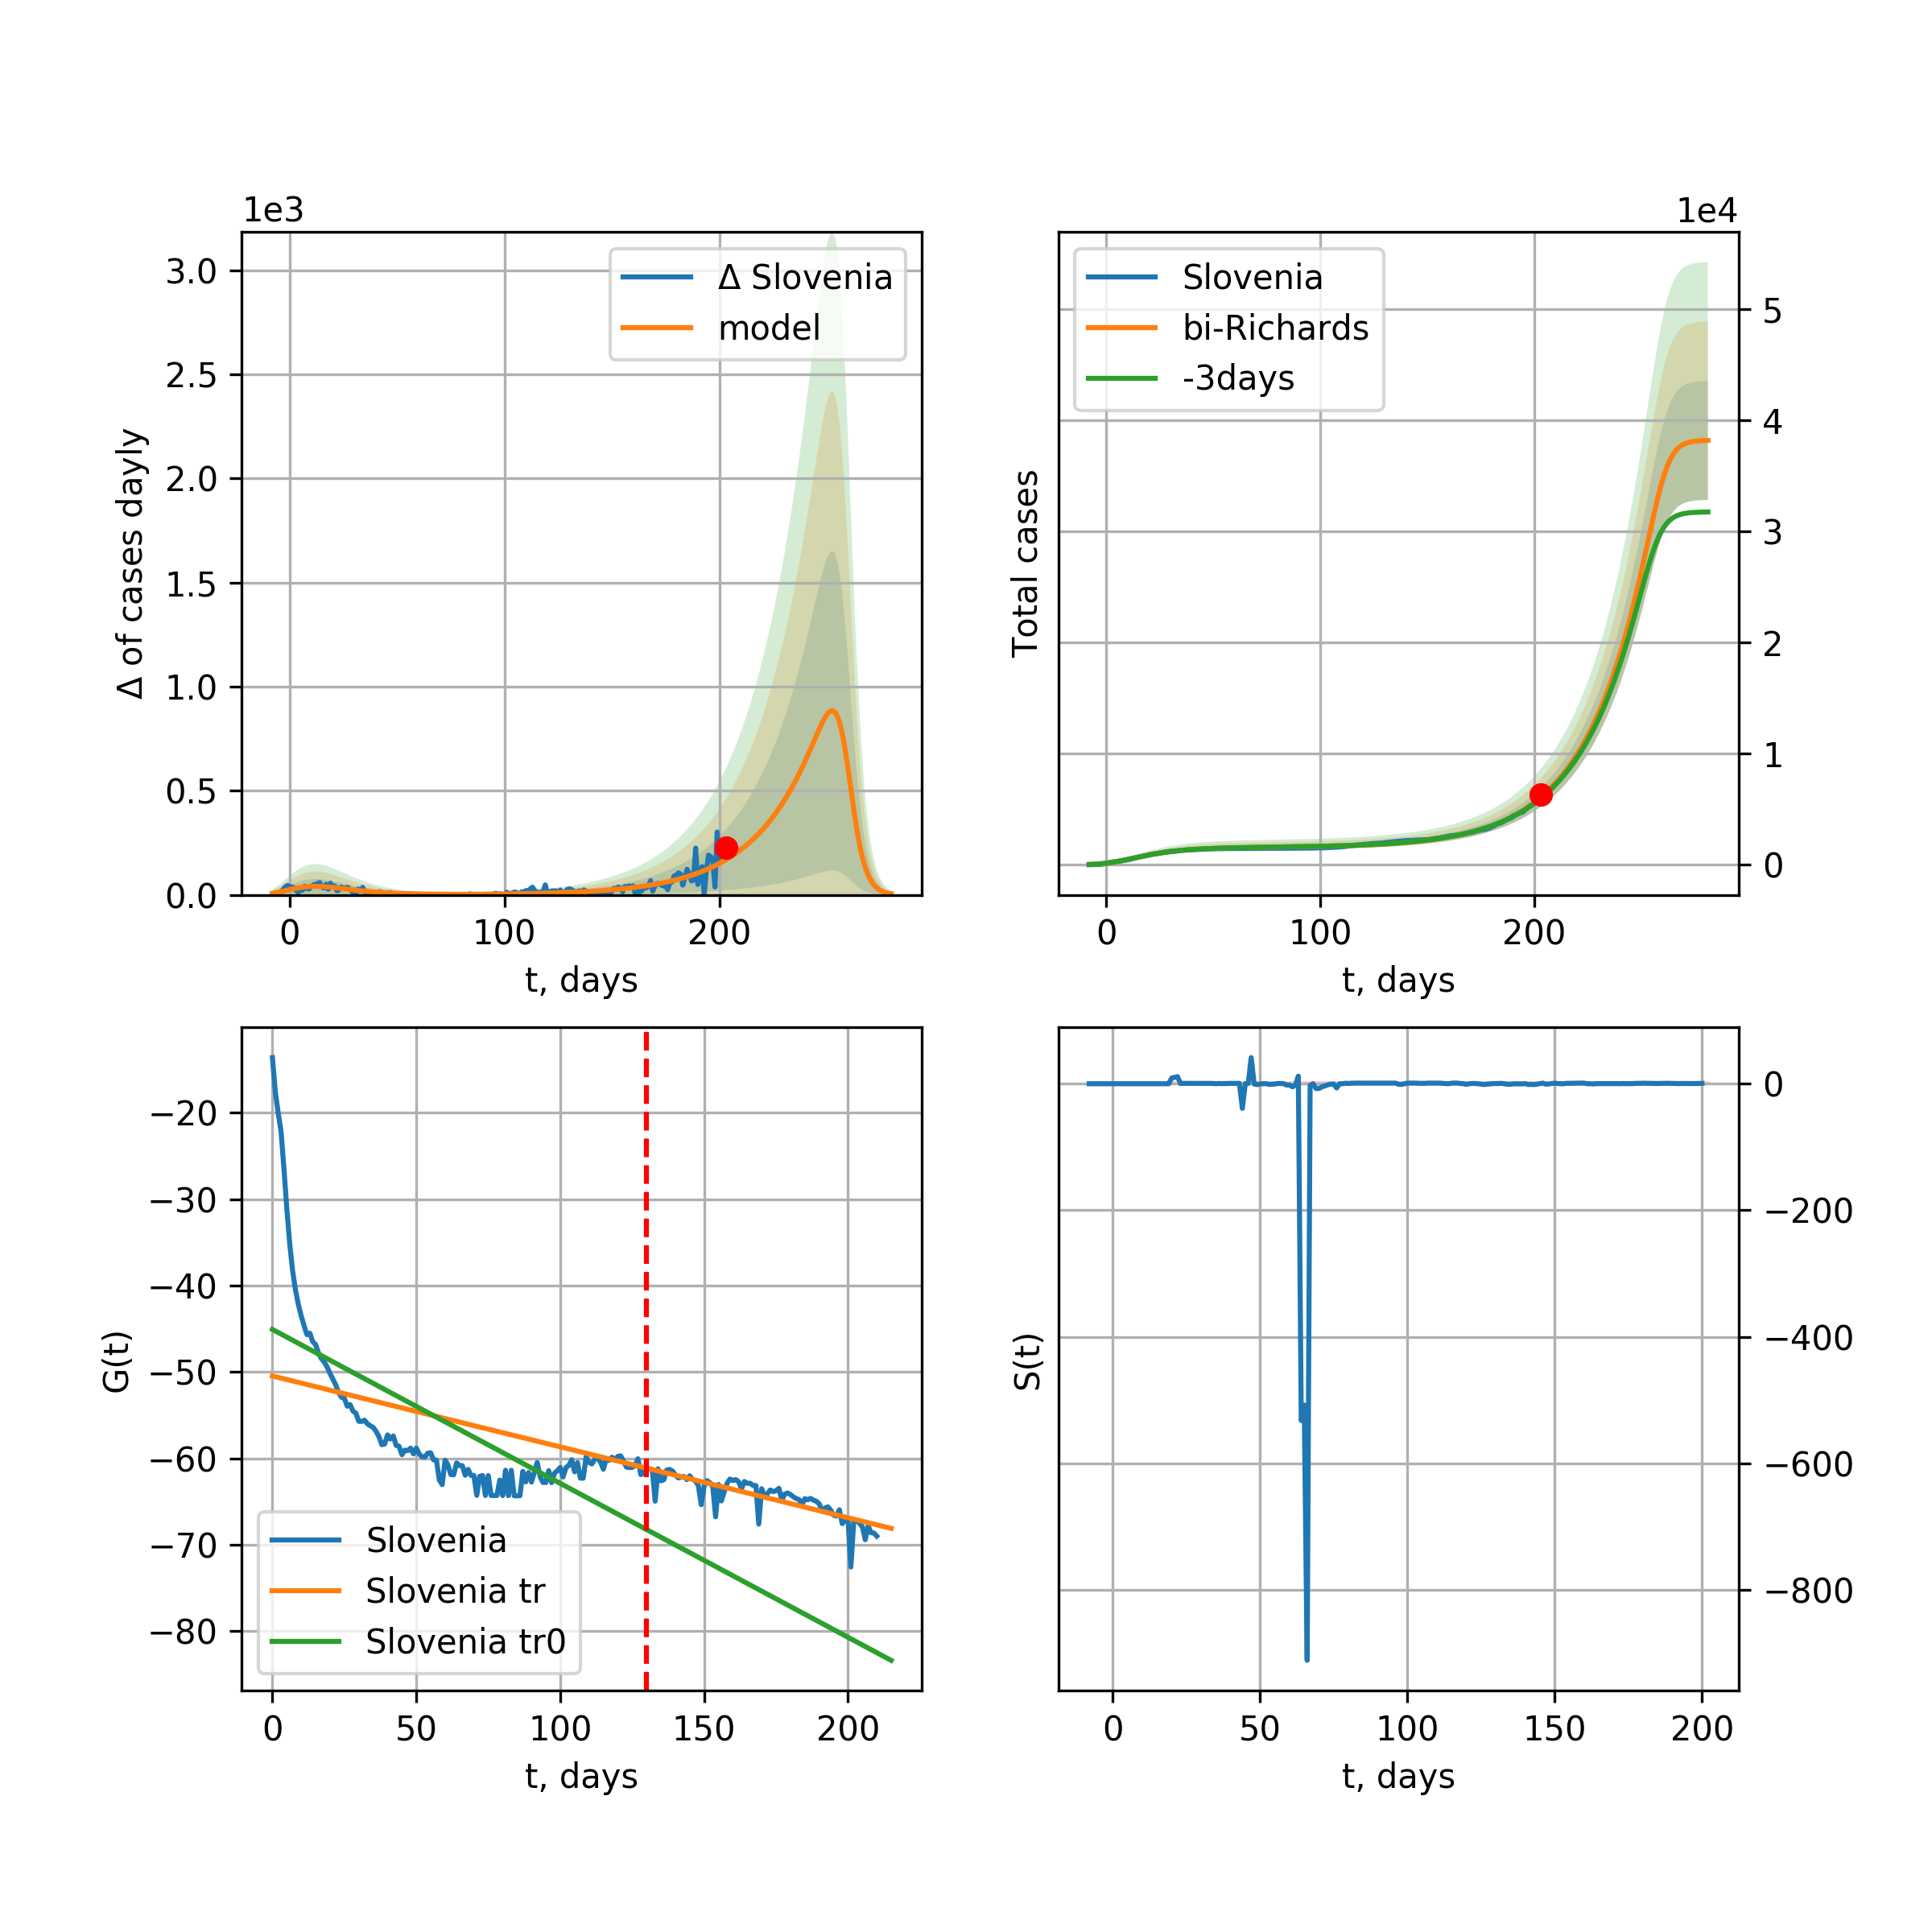 1e3
Δ Slovenia
model
3.0
2.5
2.0
1.5
1.0
0.5
0.0
Δ of cases dayly
0 100 200
t, days
1e4
Slovenia
bi-Richards
-3days
5
4
3
2
1
0
Total cases
0 100 200
t, days
−20
−30
−40
−50
−60
−70
−80
G(t)
Slovenia
Slovenia tr
Slovenia tr0
0 50 100 150 200
t, days
0
−200
−400
−600
−800
S(t)
0 50 100 150 200
t, days